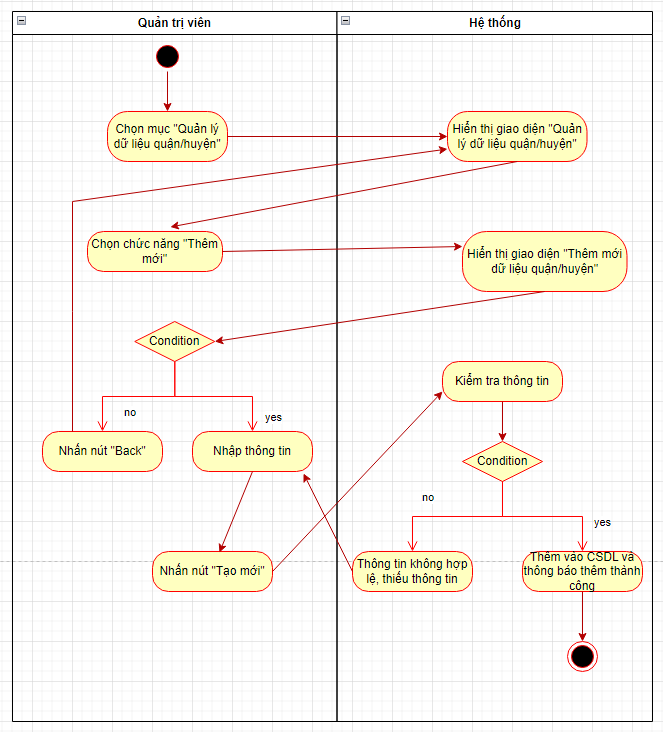 Quản trị viên
Hệ thống
Chọn mục "Quản lý
dữ liệu quận/huyện"
Hiển thị giao diện "Quản
lý dữ liệu quận/huyện"
Chọn chức năng "Thêm
mới"
Hiển thị giao diện "Thêm mới
dữ liệu quận/huyện"
Condition
no
yes
Nhấn nút "Back"
Nhập thông tin
Kiểm tra thông tin
Condition
no
yes
Nhấn nút "Tạo mới"
Thông tin không hợp
lệ, thiếu thông tin
Thêm vào CSDL và
thông báo thêm thành
công